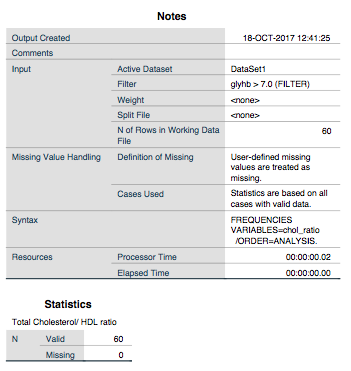 Notes
Output Created 18-OCT-2017 12:41:25
Comments
Input Active Dataset DataSet1
Filter glyhb > 7.0 (FILTER)
Weight <none>
Split File <none>
N of Rows in Working Data 60
File
Missing Value Handling Definition of Missing User-defined missing
values are treated as
missing.
Cases Used Statistics are based on all
cases with valid data.
Syntax FREQUENCIES
VARIABLES=chol_ratio
/ORDER=ANALYSIS.
Resources Processor Time 00:00:00.02
Elapsed Time 00:00:00.00
Statistics
Total Cholesterol/ HDL ratio
N Valid 60
Missing 0